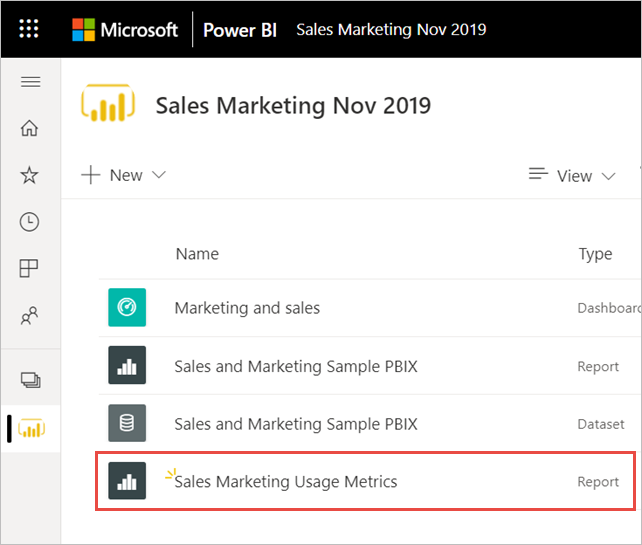 Microsoft Power BI Sales Marketing Nov 2019
Sales Marketing Nov 2019
New View
Name Type
Marketing and sales Dashboard
Sales and Marketing Sample PBIX Report
Sales and Marketing Sample PBIX Dataset
Sales Marketing Usage Metrics Report